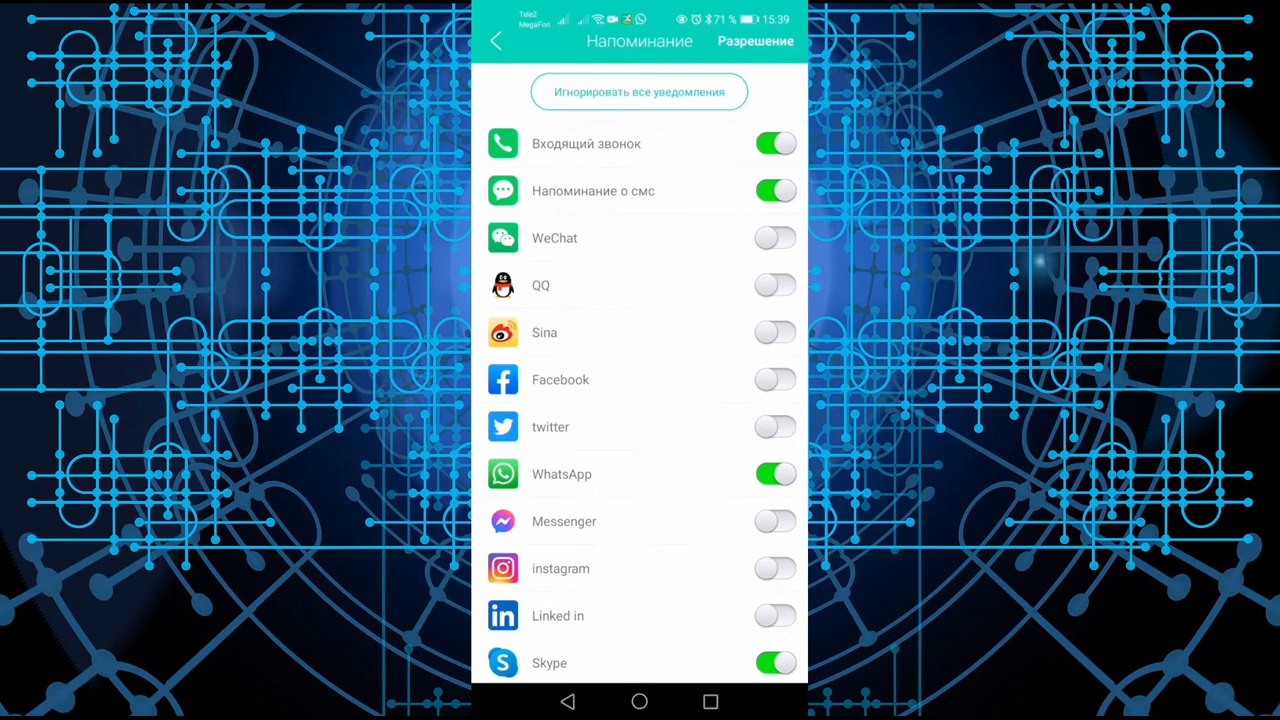 Tele2
MegaFon
71 %
15:39
Напоминание
Разрешение
Игнорировать все уведомления
Входящий звонок
Напоминание о смс
WeChat
QQ
Sina
Facebook
twitter
WhatsApp
Messenger
instagram
Linked in
Skype